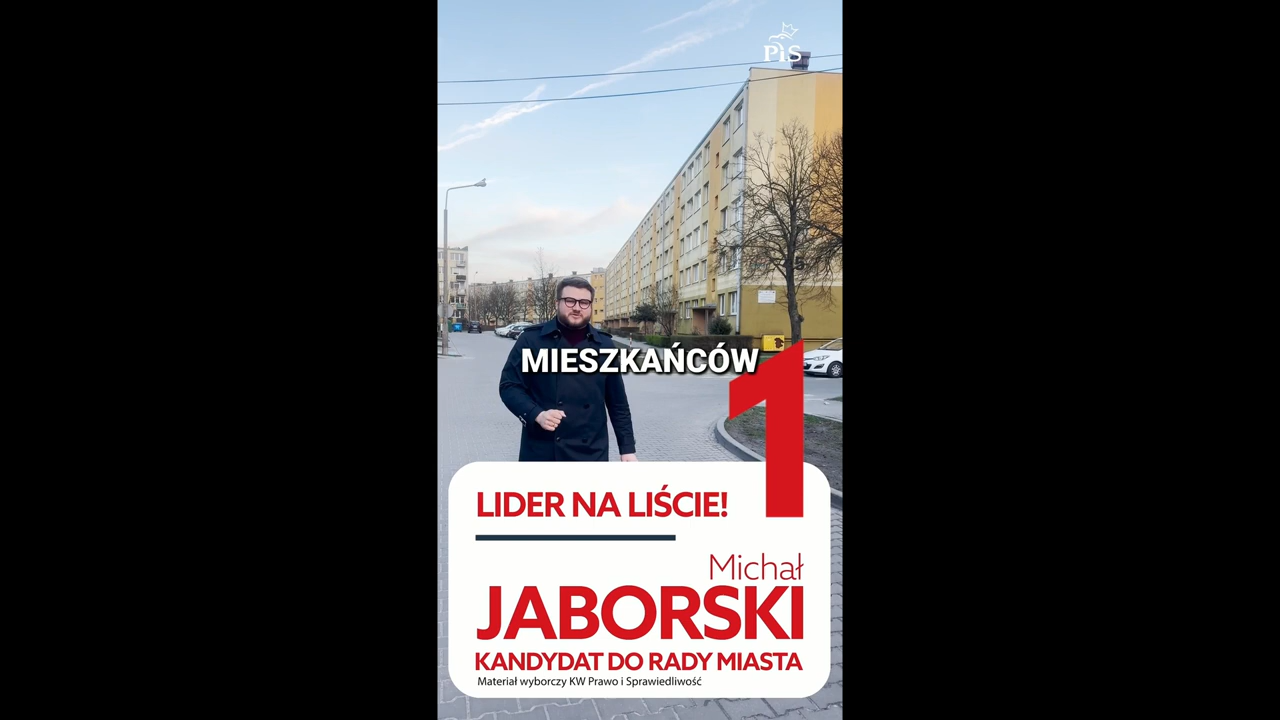 PiS
MIESZKAŃCÓW
1
LIDER NA LIŚCIE!
Michał
JABORSKI
KANDYDAT DO RADY MIASTA
Materiał wyborczy KW Prawo i Sprawiedliwość